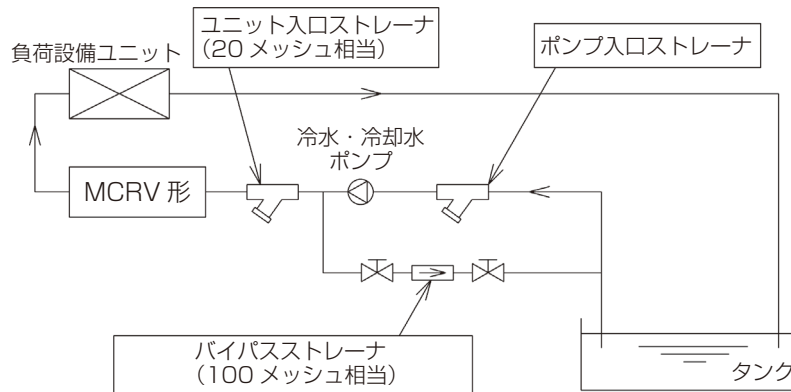 ユニット入口ストレーナ
（20 メッシュ相当）
ポンプ入口ストレーナ
負荷設備ユニット
冷水・冷却水
ポンプ
MCRV 形
バイパスストレーナ
（100 メッシュ相当）
タンク